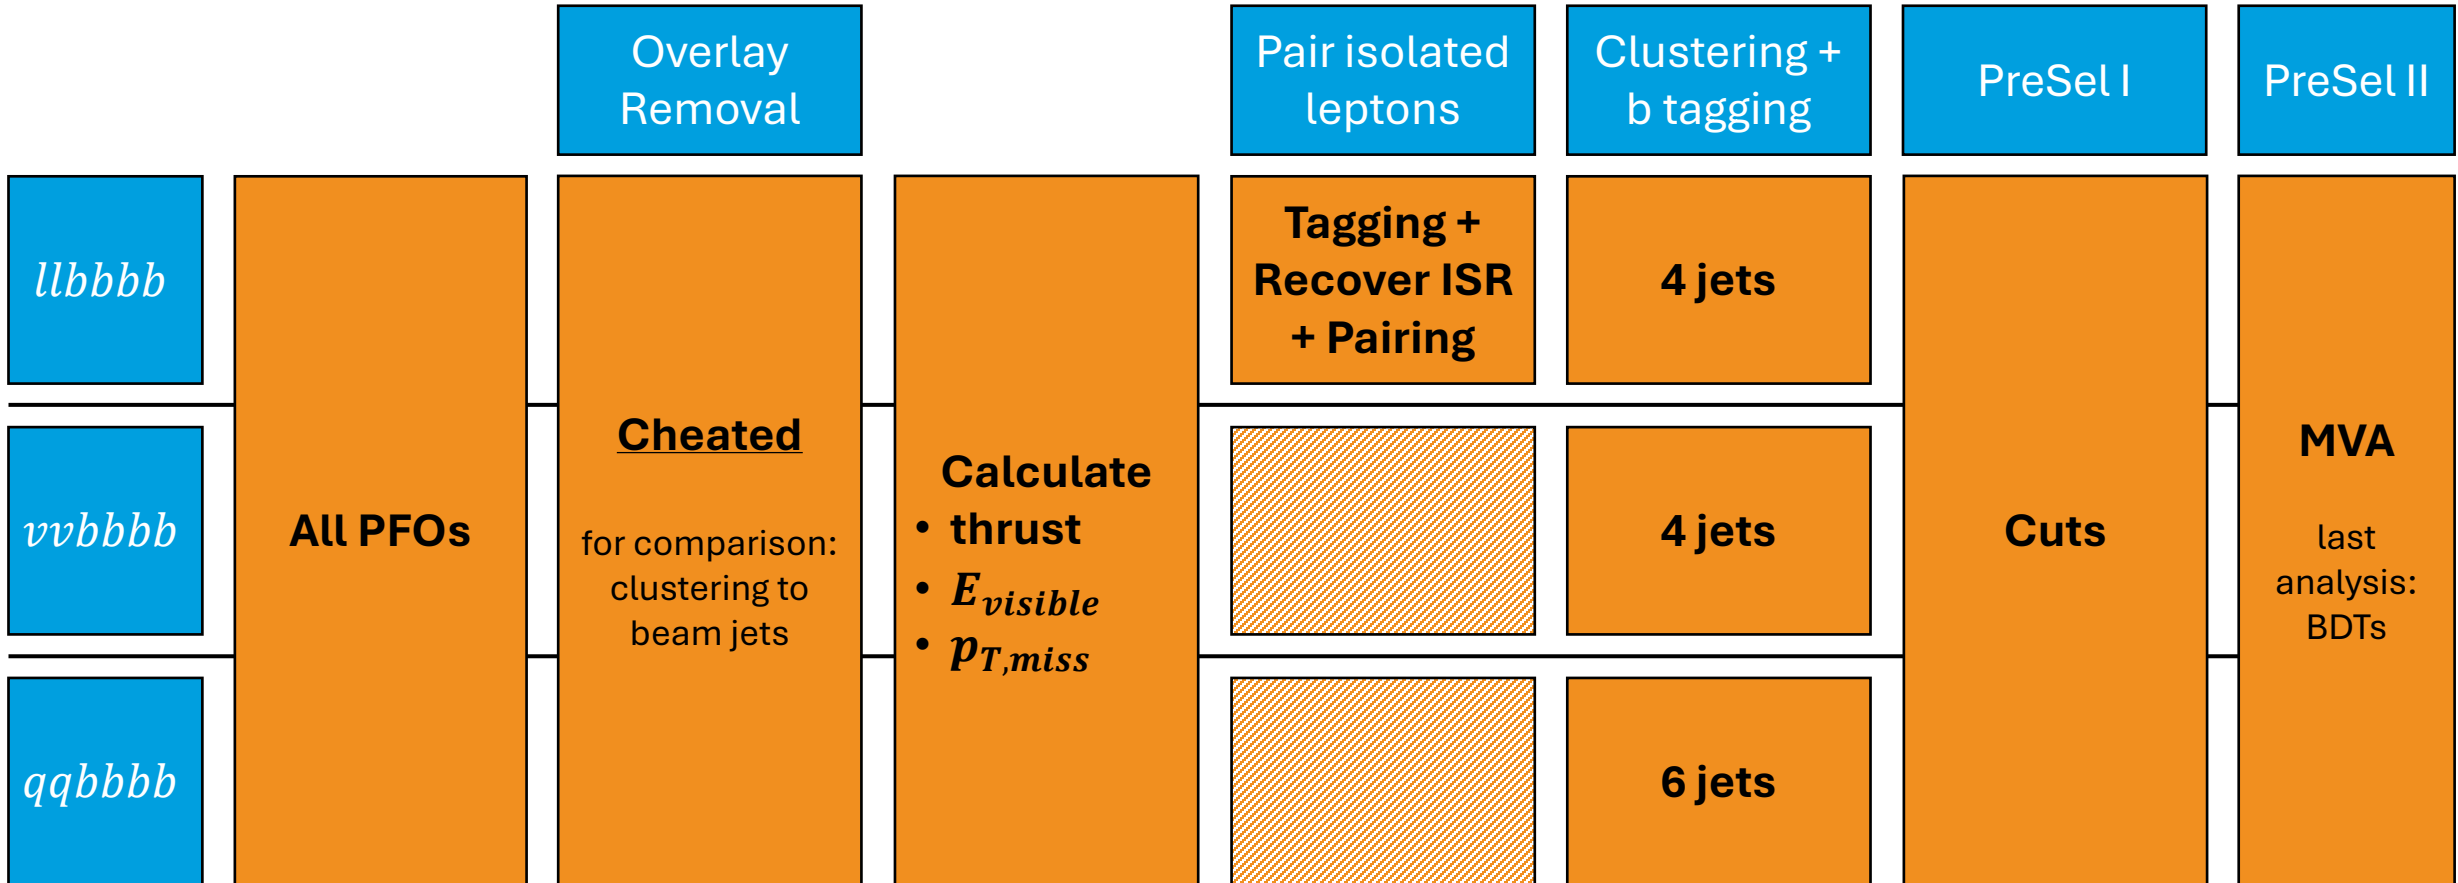 Overlay
Removal
Pair isolated
leptons
Clustering +
b tagging
PreSel I
PreSel II
llbbbb
vvbbbb
qqbbbb
All PFOs
Cheated
for comparison:
clustering to
beam jets
Calculate
• thrust
• E_visible
• p_T,miss
Tagging +
Recover ISR
+ Pairing
4 jets
4 jets
6 jets
Cuts
MVA
last
analysis:
BDTs